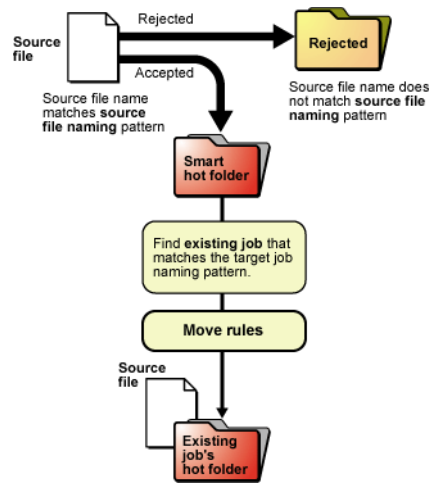 Source
file
Rejected
Accepted
Rejected
Source file name
matches source
file naming pattern
Source file name does
not match source file
naming pattern
Smart
hot folder
Find existing job that
matches the target job
naming pattern.
Move rules
Source
file
Existing
job's
hot folder